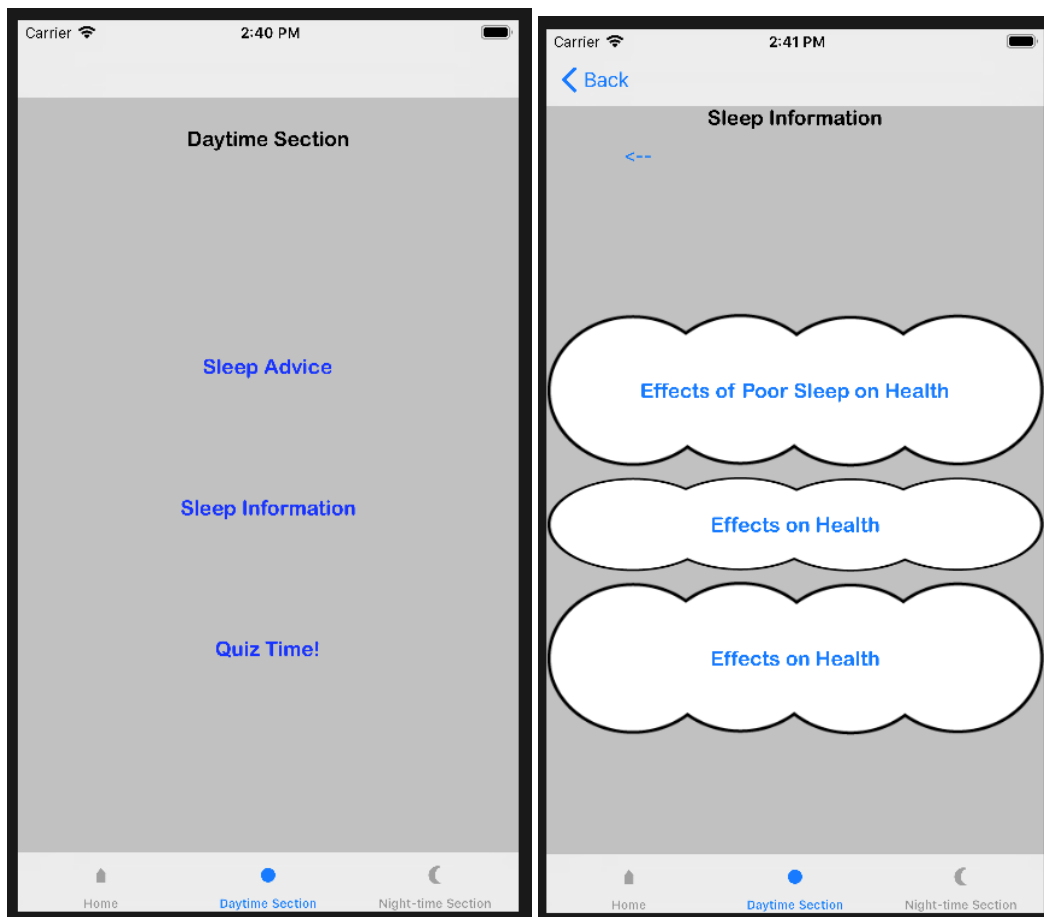 Carrier
2:40 PM
Daytime Section
Sleep Advice
Sleep Information
Quiz Time!
Home
Daytime Section
Night-time Section
Carrier
2:41 PM
Back
Sleep Information
<--
Effects of Poor Sleep on Health
Effects on Health
Effects on Health
Home
Daytime Section
Night-time Section